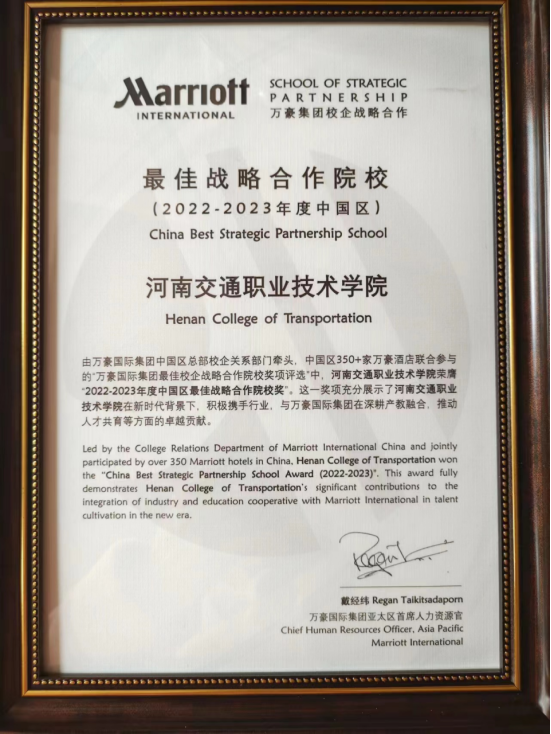 Marriott
INTERNATIONAL
SCHOOL OF STRATEGIC
PARTNERSHIP
万豪集团校企战略合作
最佳战略合作院校
(2022-2023年度中国区)
China Best Strategic Partnership School
河南交通职业技术学院
Henan College of Transportation
由万豪国际集团中国区总部校企关系部门牵头，中国区350+家万豪酒店联合参与
的“万豪国际集团最佳校企战略合作院校奖项评选”中，河南交通职业技术学院荣膺
“2022-2023年度中国区最佳战略合作院校奖”。这一奖项充分展示了河南交通职业
技术学院在新时代背景下，积极携手行业，与万豪国际集团在深耕产教融合，推动
人才共育等方面的卓越贡献。
Led by the College Relations Department of Marriott International China and jointly
participated by over 350 Marriott hotels in China, Henan College of Transportation won
the "China Best Strategic Partnership School Award (2022-2023)". This award fully
demonstrates Henan College of Transportation's significant contributions to the
integration of industry and education cooperative with Marriott International in talent
cultivation in the new era.
戴经纬 Regan Taikitsadaporn
万豪国际集团亚太区首席人力资源官
Chief Human Resources Officer, Asia Pacific
Marriott International